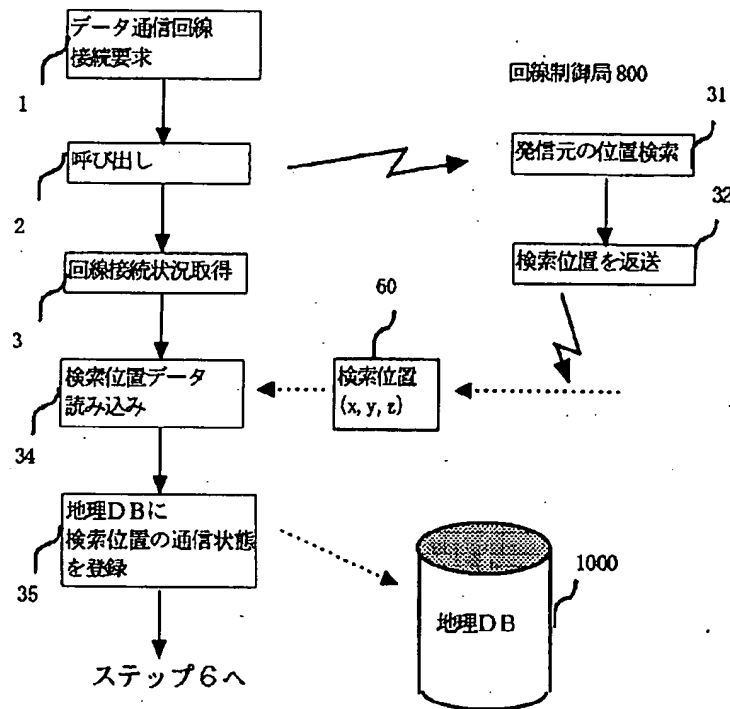 データ通信回線
接続要求
1
回線制御局800
31
呼び出し
2
発信元の位置検索
32
回線接続状況取得
3
検索位置を返送
60
検索位置データ
読み込み
34
検索位置
(x, y, z)
地理DBに
検索位置の通信状態
を登録
35
1000
地理DB
ステップ6へ